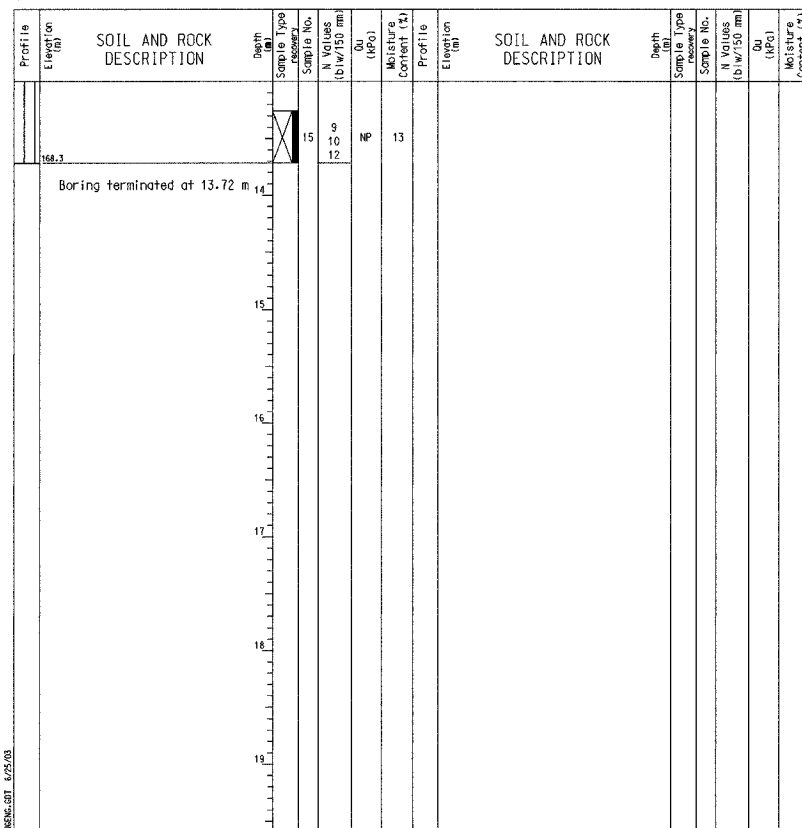 Profile
Elevation
(m)
SOIL AND ROCK
DESCRIPTION
Depth
(m)
Sample Type
recovery
Sample No.
N Values
(blw/150 mm)
Qu
(kPa)
Moisture
Content (%)
Profile
Elevation
(m)
SOIL AND ROCK
DESCRIPTION
Depth
(m)
Sample Type
recovery
Sample No.
N Values
(blw/150 mm)
Qu
(kPa)
Moisture
Content (%)
15
9
10
12
NP
13
168.3
Boring terminated at 13.72 m
14
15
16
17
18
19
6/25/03